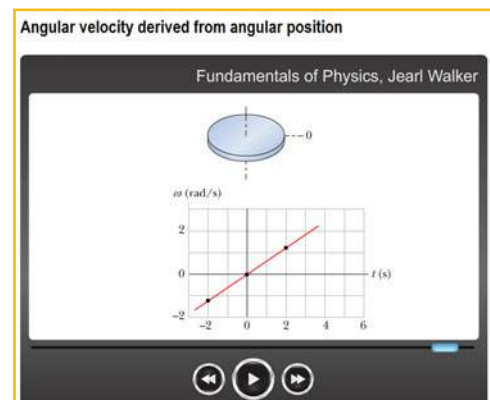 Angular velocity derived from angular position
Fundamentals of Physics, Jearl Walker
0
ω (rad/s)
2
0
t (s)
−2
−2 0 2 4 6